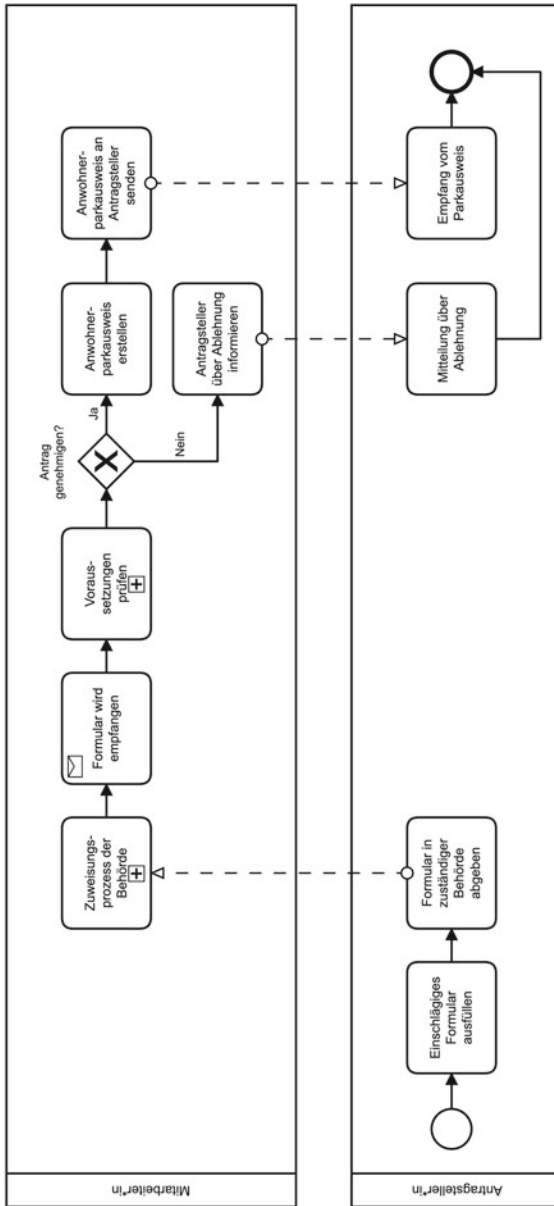 Mitarbeiter*in
Zuweisungs-
prozess der
Behörde
Formular wird
empfangen
Voraus-
setzungen
prüfen
Antrag
genehmigen?
Ja
Nein
Anwohner-
parkausweis
erstellen
Antragsteller
über Ablehnung
informieren
Anwohner-
parkausweis an
Antragsteller
senden
Antragsteller*in
Einschlägiges
Formular
ausfüllen
Formular in
zuständiger
Behörde
abgeben
Mitteilung über
Ablehnung
Empfang vom
Parkausweis